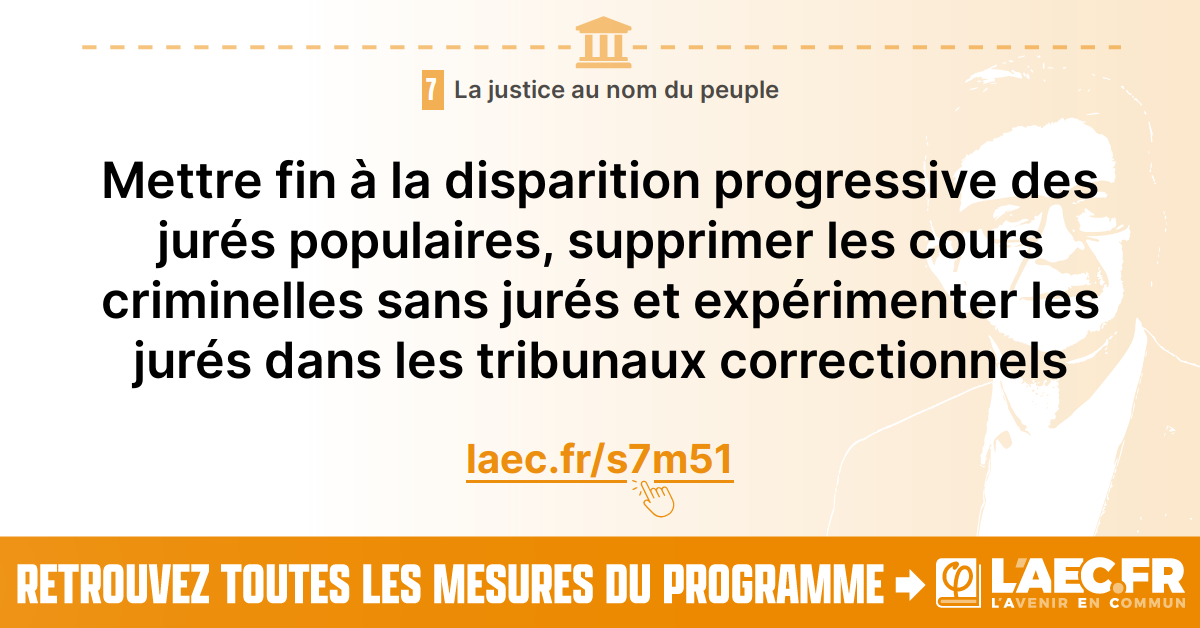 7 La justice au nom du peuple
Mettre fin à la disparition progressive des
jurés populaires, supprimer les cours
criminelles sans jurés et expérimenter les
jurés dans les tribunaux correctionnels
laec.fr/s7m51
RETROUVEZ TOUTES LES MESURES DU PROGRAMME
φ L'AEC.FR
L'AVENIR EN COMMUN